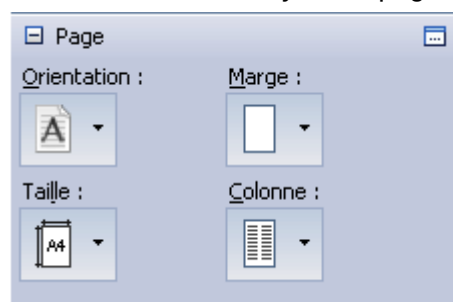 Page
Orientation : Marge :
A
Taille : Colonne :
A4